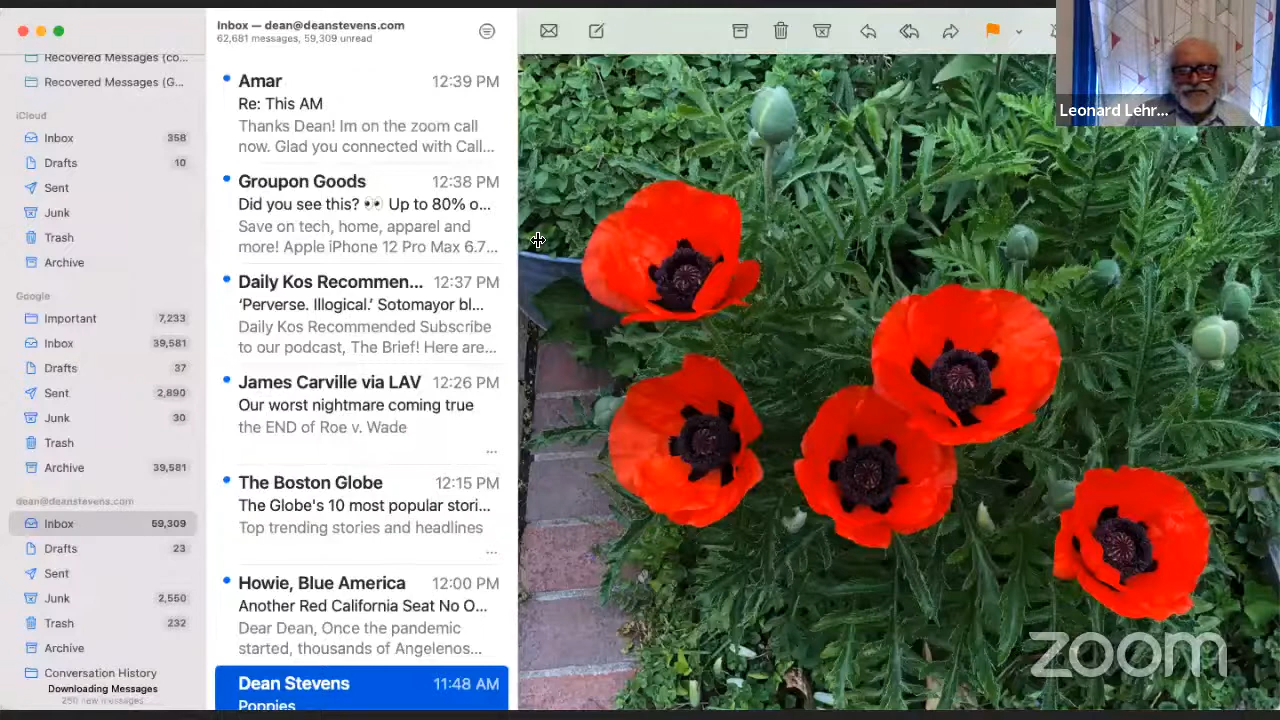 Recovered Messages (co...
Recovered Messages (G...
iCloud
Inbox 358
Drafts 10
Sent
Junk
Trash
Archive
Google
Important 7,233
Inbox 39,581
Drafts 37
Sent 2,890
Junk 30
Trash
Archive 39,581
dean@deanstevens.com
Inbox 59,309
Drafts 23
Sent
Junk 2,550
Trash 232
Archive
Conversation History
Downloading Messages
250 new messages
Inbox — dean@deanstevens.com
62,681 messages, 59,309 unread
Amar 12:39 PM
Re: This AM
Thanks Dean! Im on the zoom call
now. Glad you connected with Call...
Groupon Goods 12:38 PM
Did you see this? 👀 Up to 80% o...
Save on tech, home, apparel and
more! Apple iPhone 12 Pro Max 6.7...
Daily Kos Recommen... 12:37 PM
‘Perverse. Illogical.’ Sotomayor bl...
Daily Kos Recommended Subscribe
to our podcast, The Brief! Here are...
James Carville via LAV 12:26 PM
Our worst nightmare coming true
the END of Roe v. Wade
...
The Boston Globe 12:15 PM
The Globe's 10 most popular stori...
Top trending stories and headlines
...
Howie, Blue America 12:00 PM
Another Red California Seat No O...
Dear Dean, Once the pandemic
started, thousands of Angelenos...
Dean Stevens 11:48 AM
Poppies
Leonard Lehr...
zoom